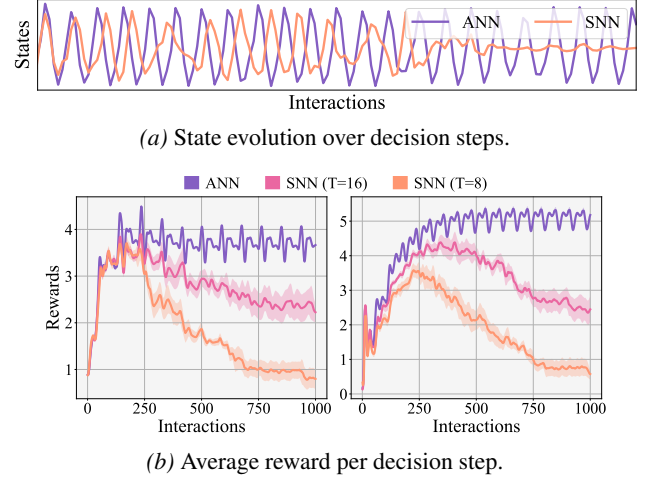 States
ANN SNN
Interactions
(a) State evolution over decision steps.
ANN SNN (T=16) SNN (T=8)
Rewards
4
3
2
1
0 250 500 750 1000
Interactions
5
4
3
2
1
0
0 250 500 750 1000
Interactions
(b) Average reward per decision step.